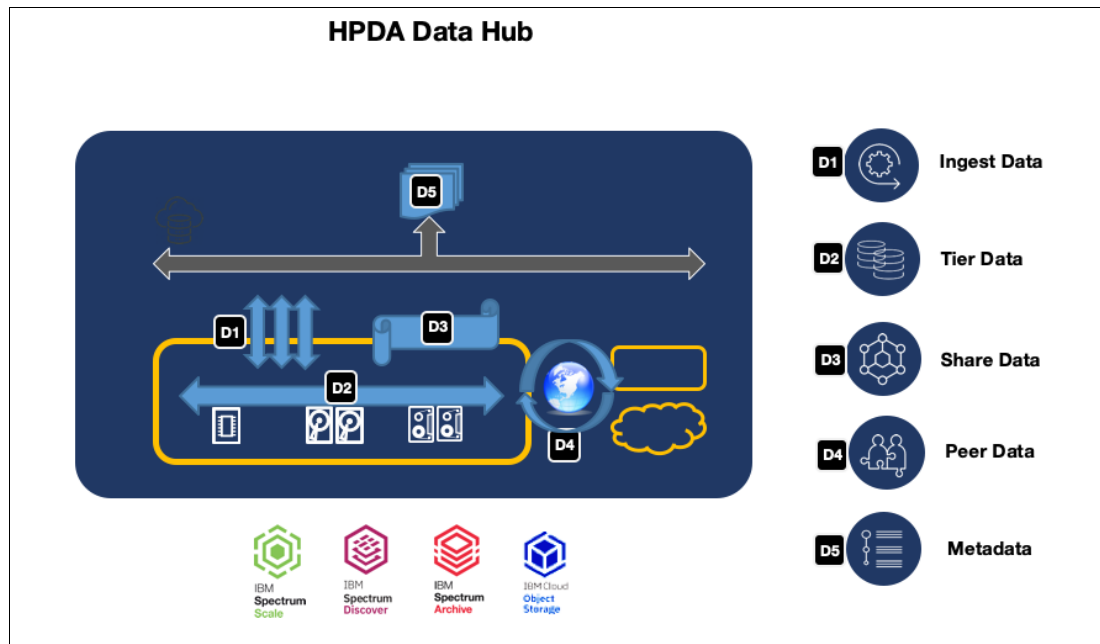 HPDA Data Hub
D5
D1
D3
D2
D4
D1
Ingest Data
D2
Tier Data
D3
Share Data
D4
Peer Data
D5
Metadata
IBM
Spectrum
Scale
IBM
Spectrum
Discover
IBM
Spectrum
Archive
IBM Cloud
Object
Storage